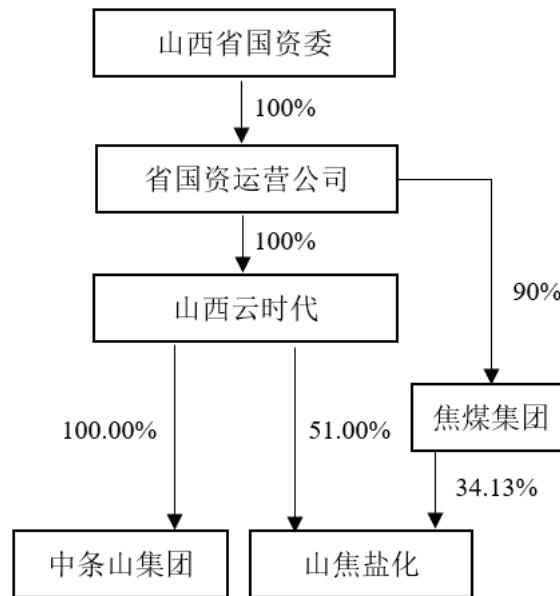 山西省国资委
100%
省国资运营公司
100%
山西云时代
90%
焦煤集团
100.00%
51.00%
34.13%
中条山集团
山焦盐化